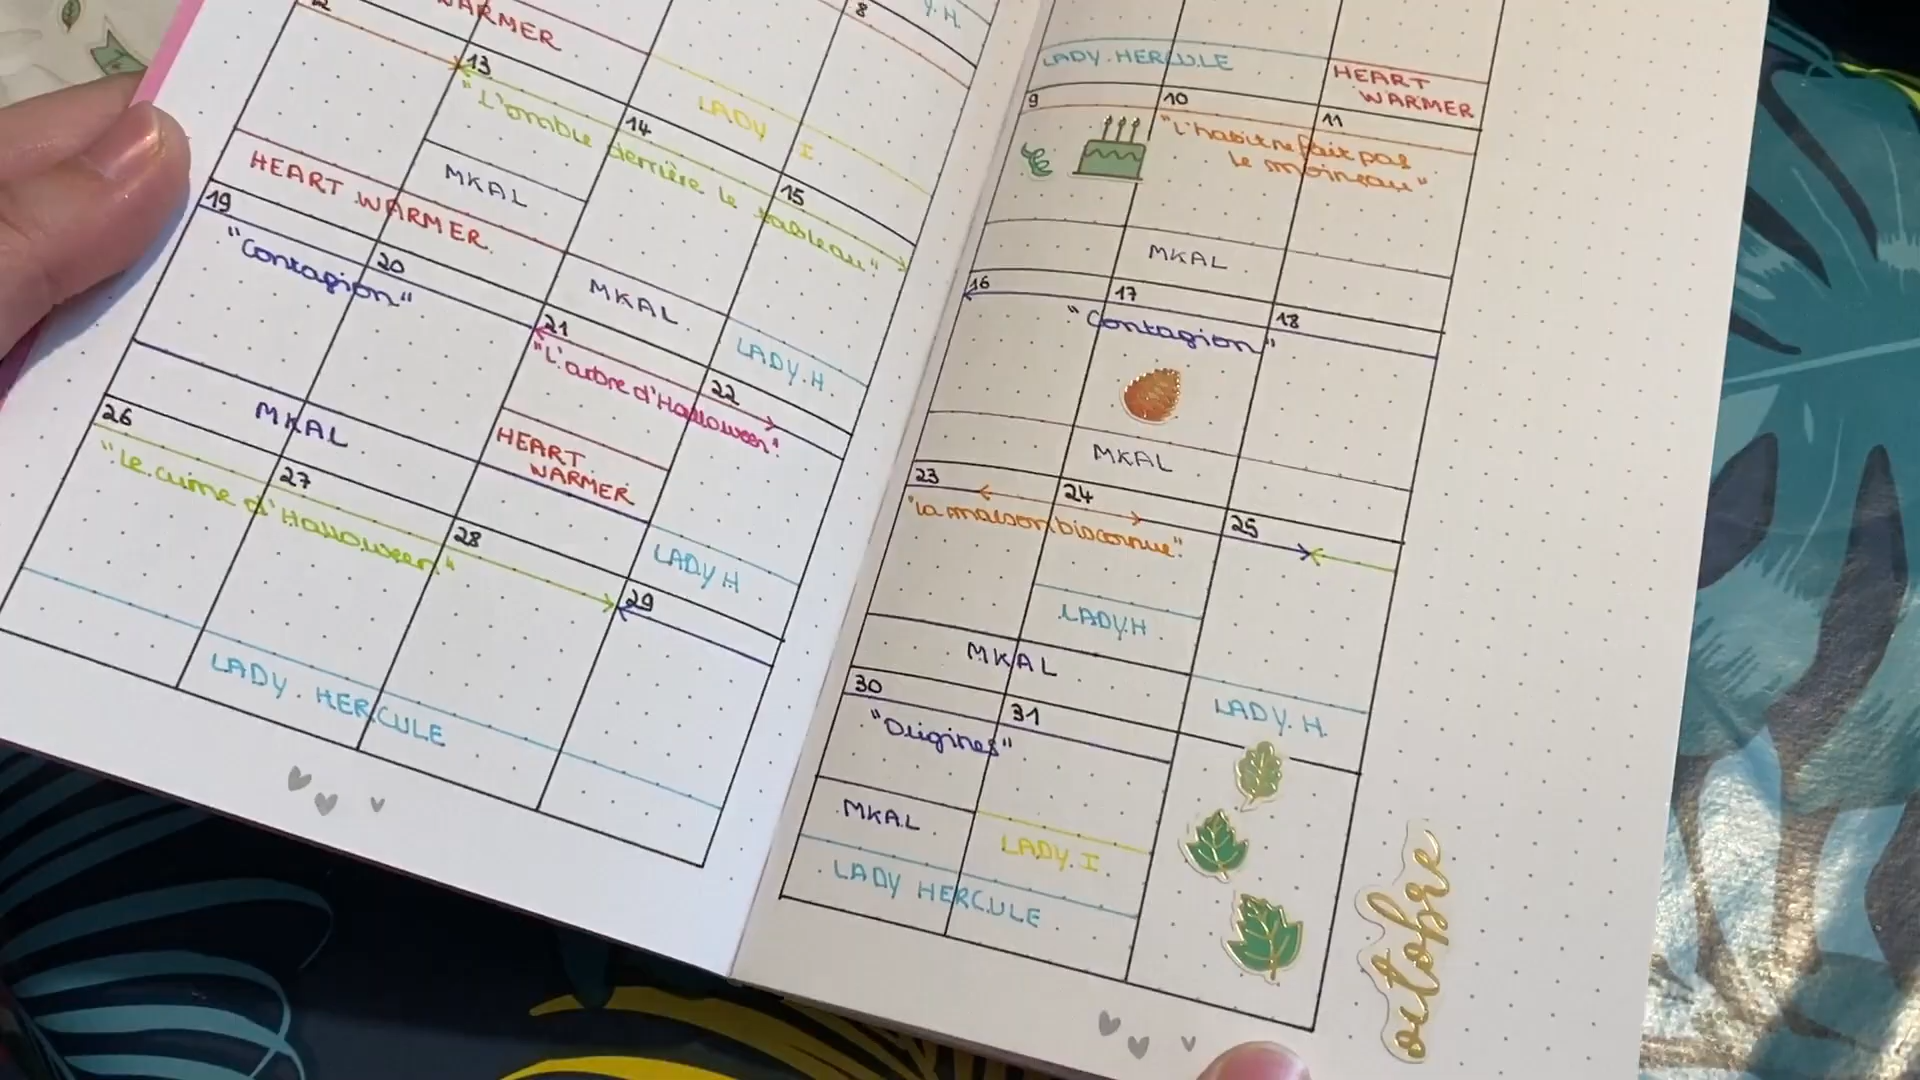 WARMER
8
Y.H.
13
"L'ombre derrière le tableau"
LADY I
14
15
HEART WARMER
MKAL
MKAL
LADY.H
19
"Contagion"
20
21
"L'arbre d'Halloween"
22
MKAL
HEART
WARMER
LADY H
26
"Le crime d'Halloween"
27
28
29
LADY. HERCULE
LADY. HERCULE
HEART
WARMER
9
10
11
"L'habit ne fait pas
le moineau"
MKAL
16
17
18
"Contagion"
MKAL
23
24
25
"la maison biscornue"
LADY.H
MKAL
LADY. H.
30
31
"Origines"
MKAL
LADY. I
LADY HERCULE
octobre